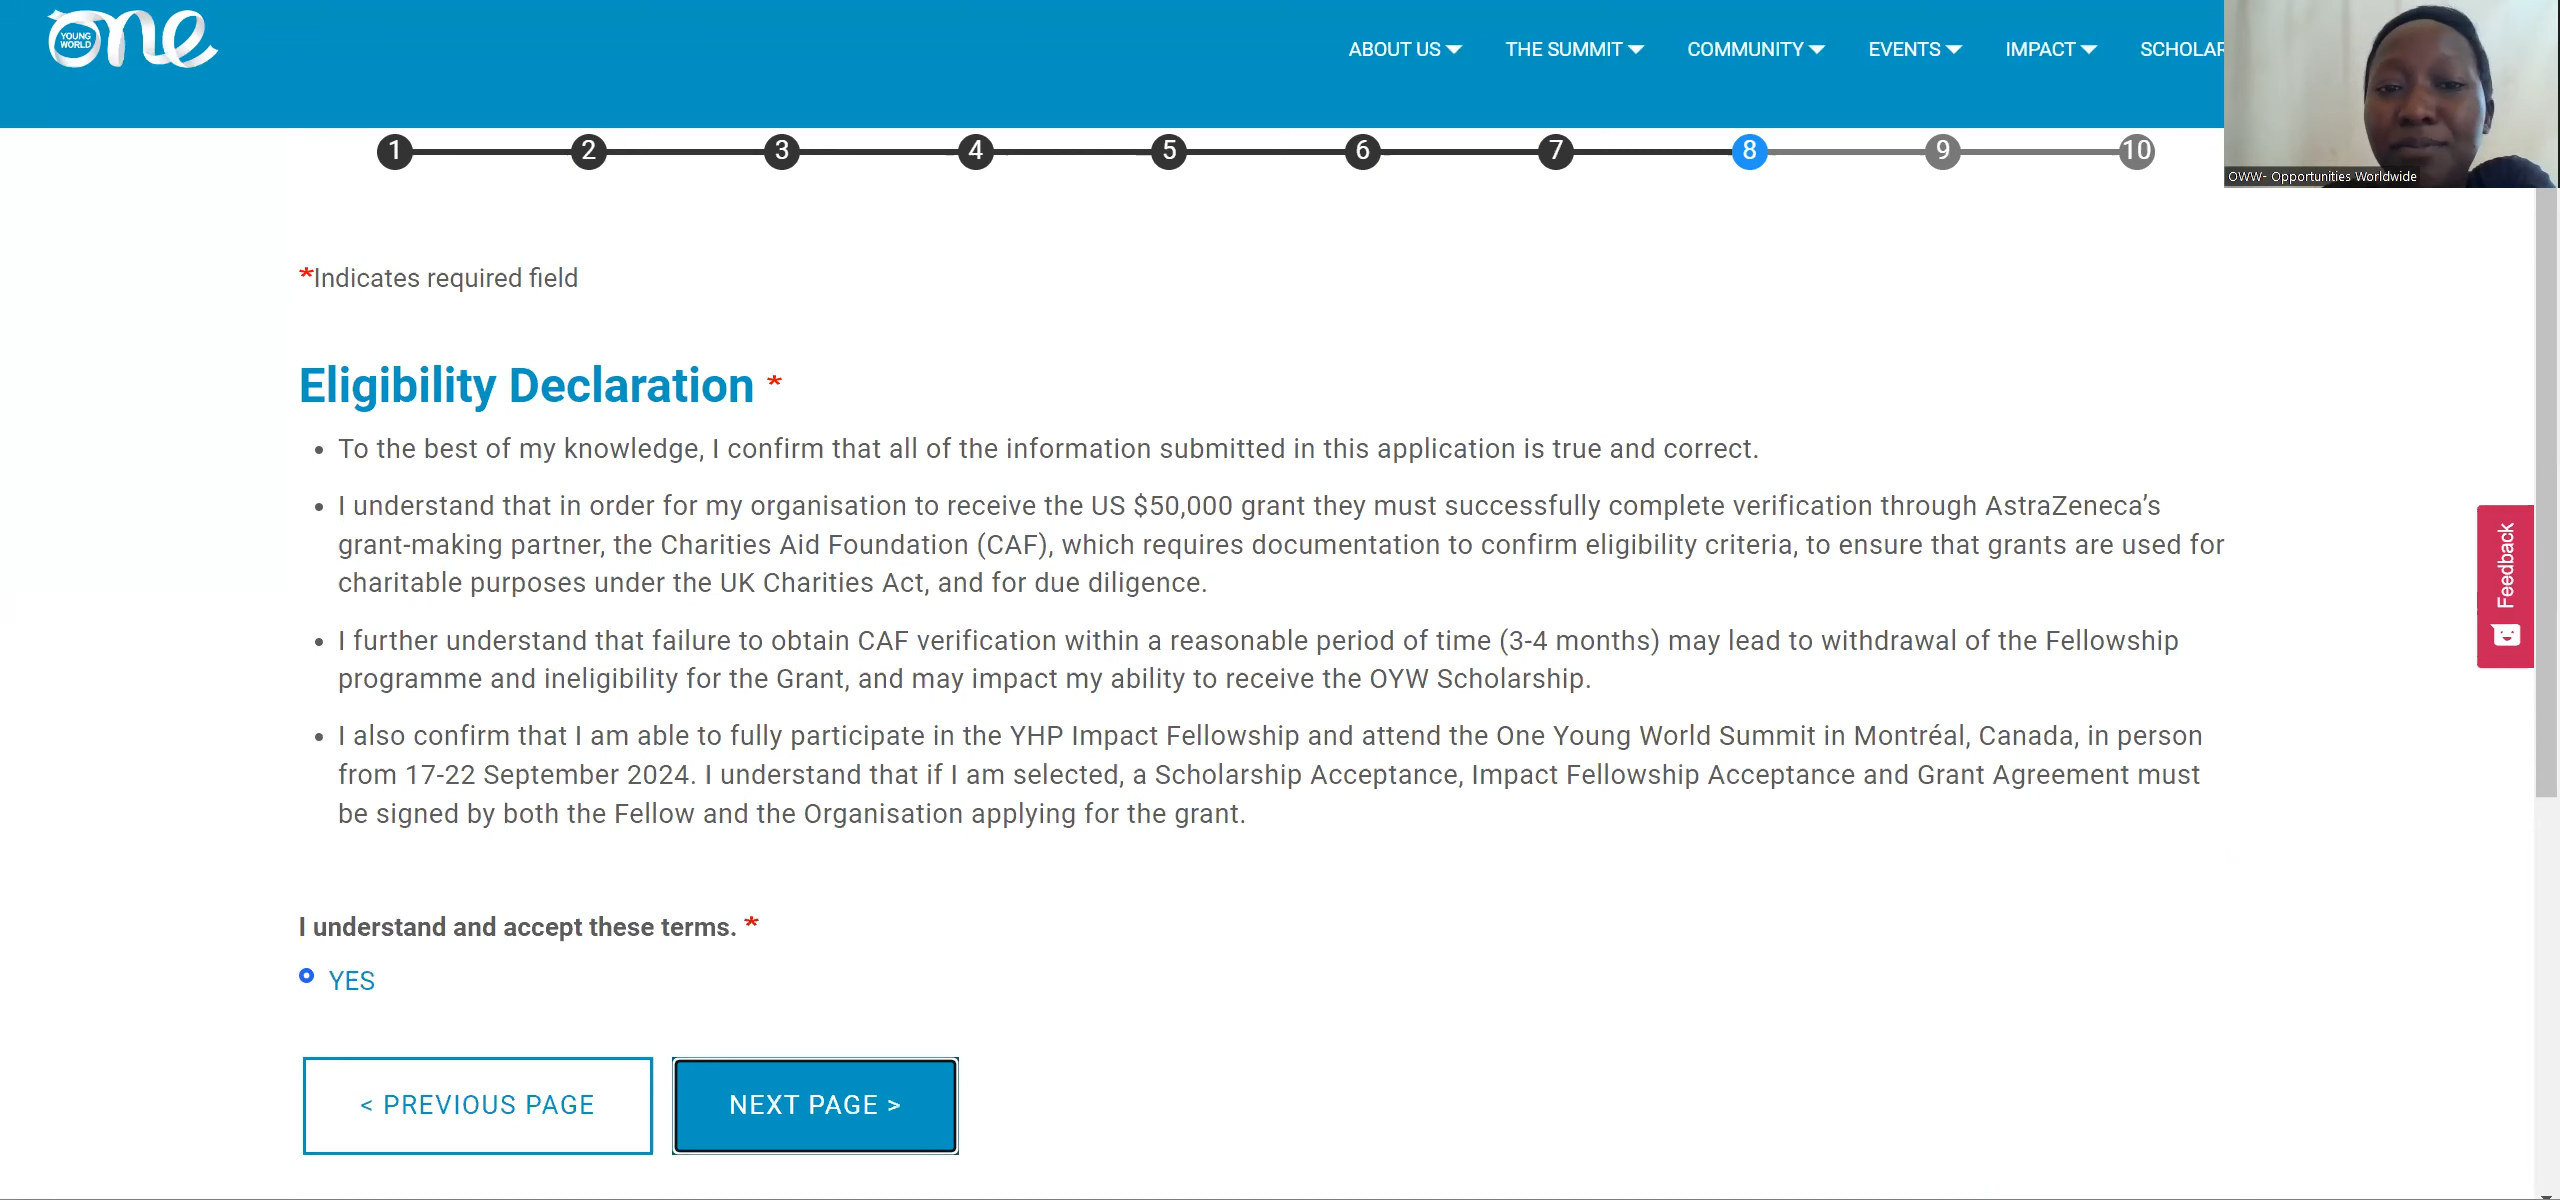 YOUNG
WORLD
one
ABOUT US
THE SUMMIT
COMMUNITY
EVENTS
IMPACT
SCHOLAR
OWW- Opportunities Worldwide
1 2 3 4 5 6 7 8 9 10
*Indicates required field
Eligibility Declaration *
• To the best of my knowledge, I confirm that all of the information submitted in this application is true and correct.
• I understand that in order for my organisation to receive the US $50,000 grant they must successfully complete verification through AstraZeneca’s
grant-making partner, the Charities Aid Foundation (CAF), which requires documentation to confirm eligibility criteria, to ensure that grants are used for
charitable purposes under the UK Charities Act, and for due diligence.
• I further understand that failure to obtain CAF verification within a reasonable period of time (3-4 months) may lead to withdrawal of the Fellowship
programme and ineligibility for the Grant, and may impact my ability to receive the OYW Scholarship.
• I also confirm that I am able to fully participate in the YHP Impact Fellowship and attend the One Young World Summit in Montréal, Canada, in person
from 17-22 September 2024. I understand that if I am selected, a Scholarship Acceptance, Impact Fellowship Acceptance and Grant Agreement must
be signed by both the Fellow and the Organisation applying for the grant.
I understand and accept these terms. *
YES
< PREVIOUS PAGE
NEXT PAGE >
Feedback